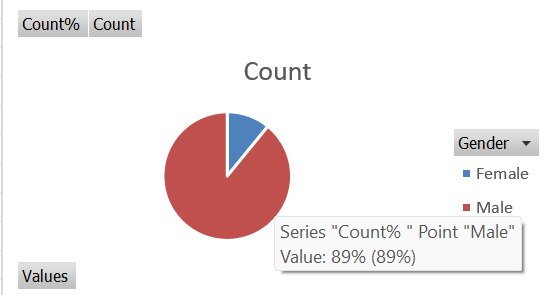 Count% Count
Count
Gender
Female
Male
Series "Count% " Point "Male"
Value: 89% (89%)
Values